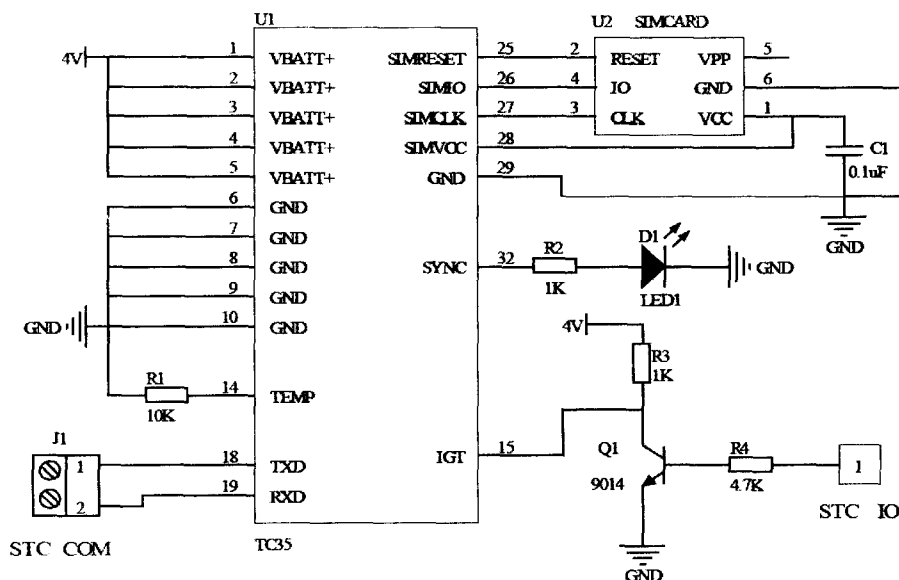 U1
U2 SIMCARD
4V
1 VBATT+
2 VBATT+
3 VBATT+
4 VBATT+
5 VBATT+
6 GND
7 GND
8 GND
9 GND
10 GND
GND
R1
10K
14 TEMP
J1
1
2
18 TXD
19 RXD
STC COM
TC35
SIMRESET 25
SIMIO 26
SIMCLK 27
SIMVCC 28
GND 29
SYNC 32
IGT 15
2 RESET
4 IO
3 CLK
VPP 5
GND 6
VCC 1
C1
0.1uF
GND
R2
1K
D1
LED1
GND
4V
R3
1K
Q1
9014
R4
4.7K
1
STC IO
GND